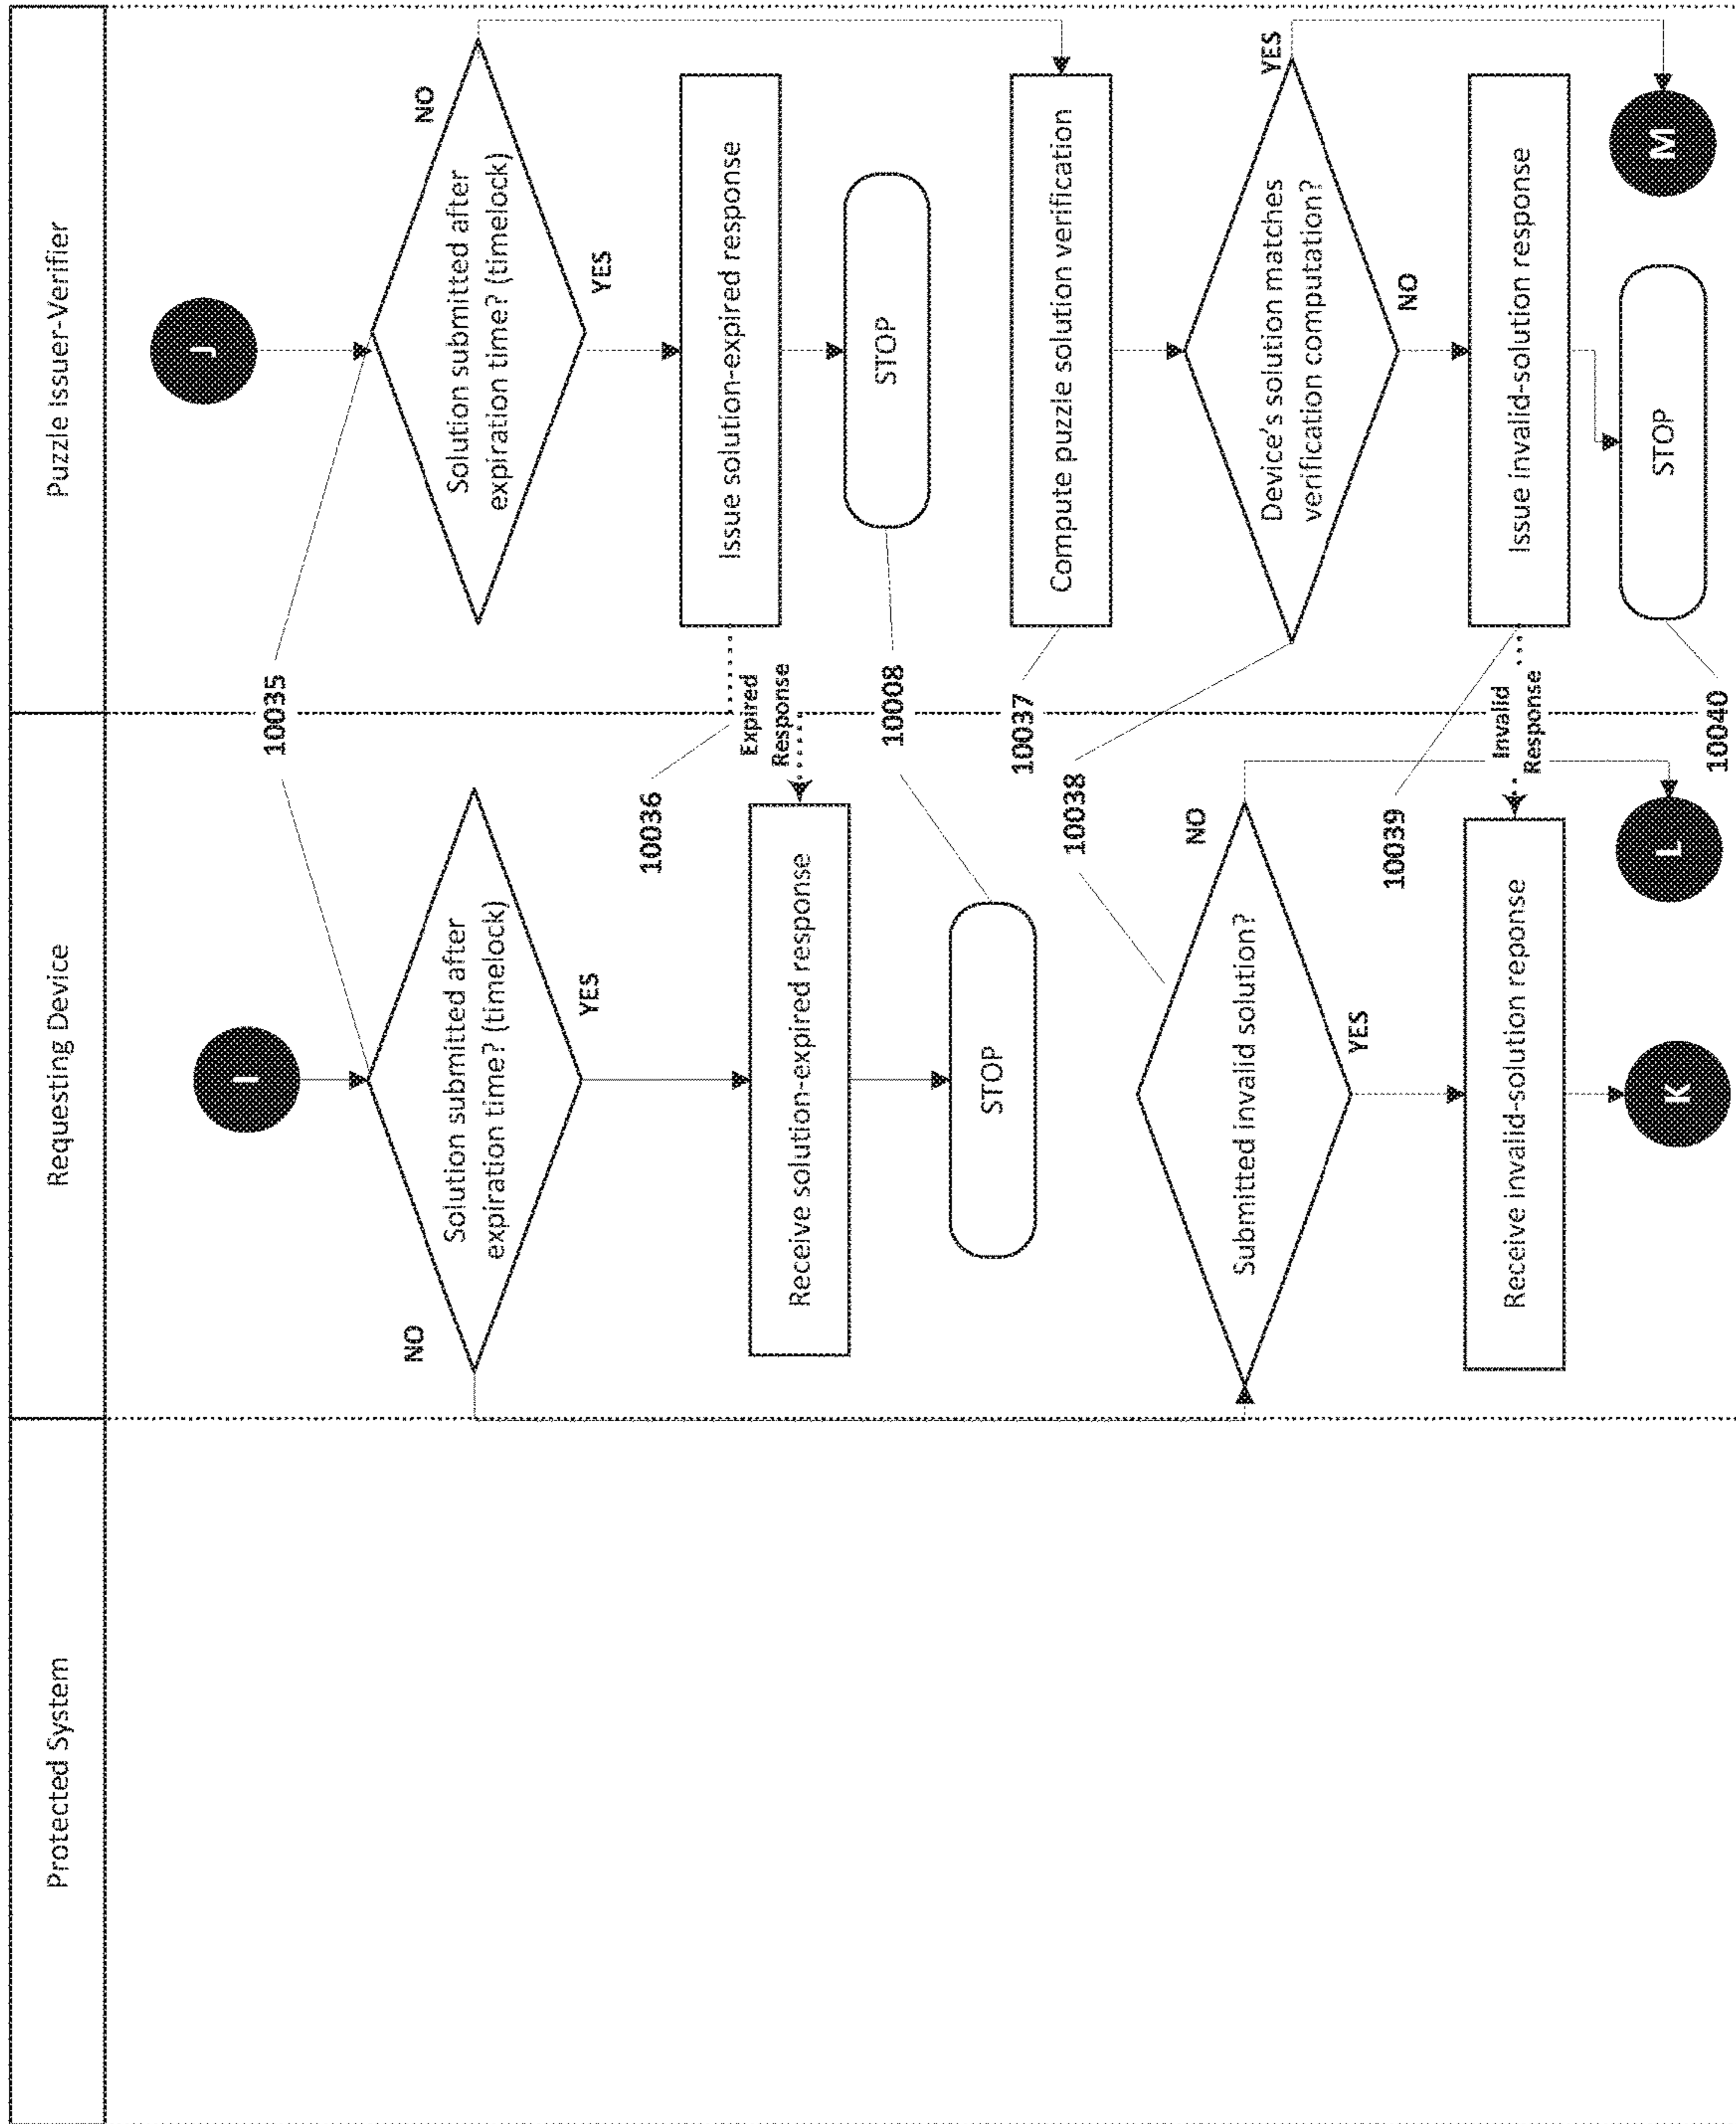 Protected System
Requesting Device
Puzzle Issuer-Verifier
I
Solution submitted after
expiration time? (timelock)
NO
YES
Receive solution-expired response
STOP
Submitted invalid solution?
NO
YES
Receive invalid-solution reponse
K
L
10035
10036
Expired
Response
10008
10037
10038
10039
Invalid
Response
10040
J
Solution submitted after
expiration time? (timelock)
NO
YES
Issue solution-expired response
STOP
Compute puzzle solution verification
Device's solution matches
verification computation?
YES
NO
Issue invalid-solution response
STOP
M